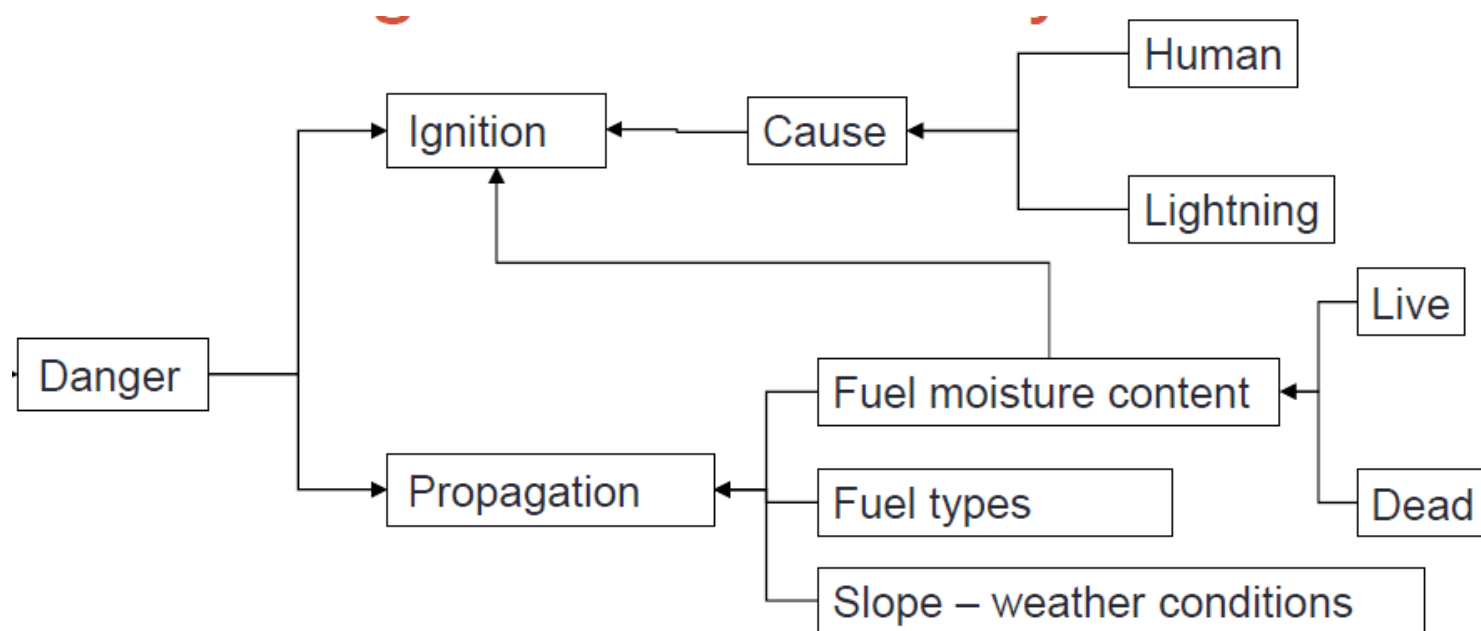 Human
Ignition
Cause
Lightning
Live
Danger
Fuel moisture content
Propagation
Fuel types
Dead
Slope – weather conditions